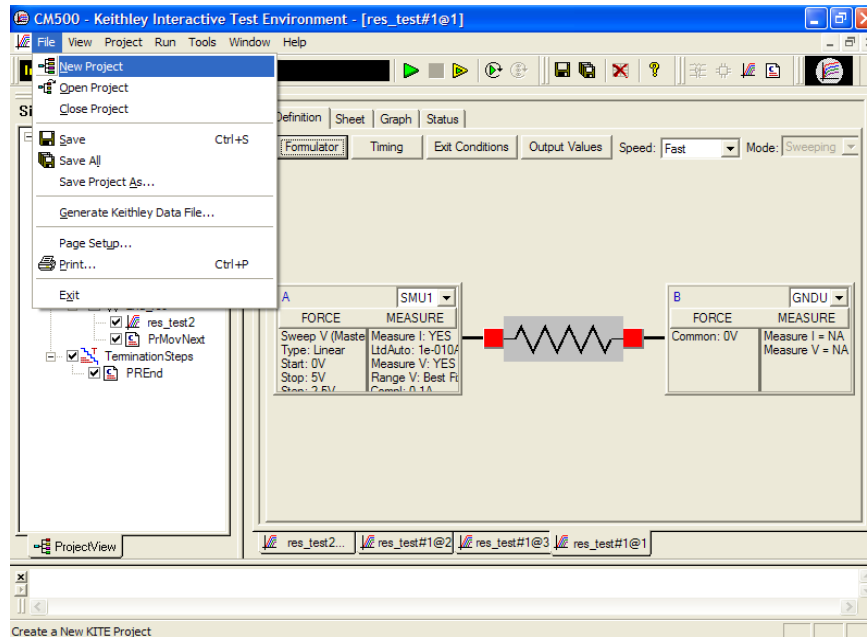 CM500 - Keithley Interactive Test Environment - [res_test#1@1]
File View Project Run Tools Window Help
New Project
Open Project
Close Project
Save Ctrl+S
Save All
Save Project As...
Generate Keithley Data File...
Page Setup...
Print... Ctrl+P
Exit
res_test2
PrMovNext
TerminationSteps
PREnd
ProjectView
Definition Sheet Graph Status
Formulator Timing Exit Conditions Output Values Speed: Fast Mode: Sweeping
A SMU1
FORCE MEASURE
Sweep V (Maste Measure I: YES
Type: Linear LtdAuto: 1e-010A
Start: 0V Measure V: YES
Stop: 5V Range V: Best Fi
Step: 2.5V Compl: 0.1A
B GNDU
FORCE MEASURE
Common: 0V Measure I = NA
Measure V = NA
res_test2... res_test#1@2 res_test#1@3 res_test#1@1
Create a New KITE Project